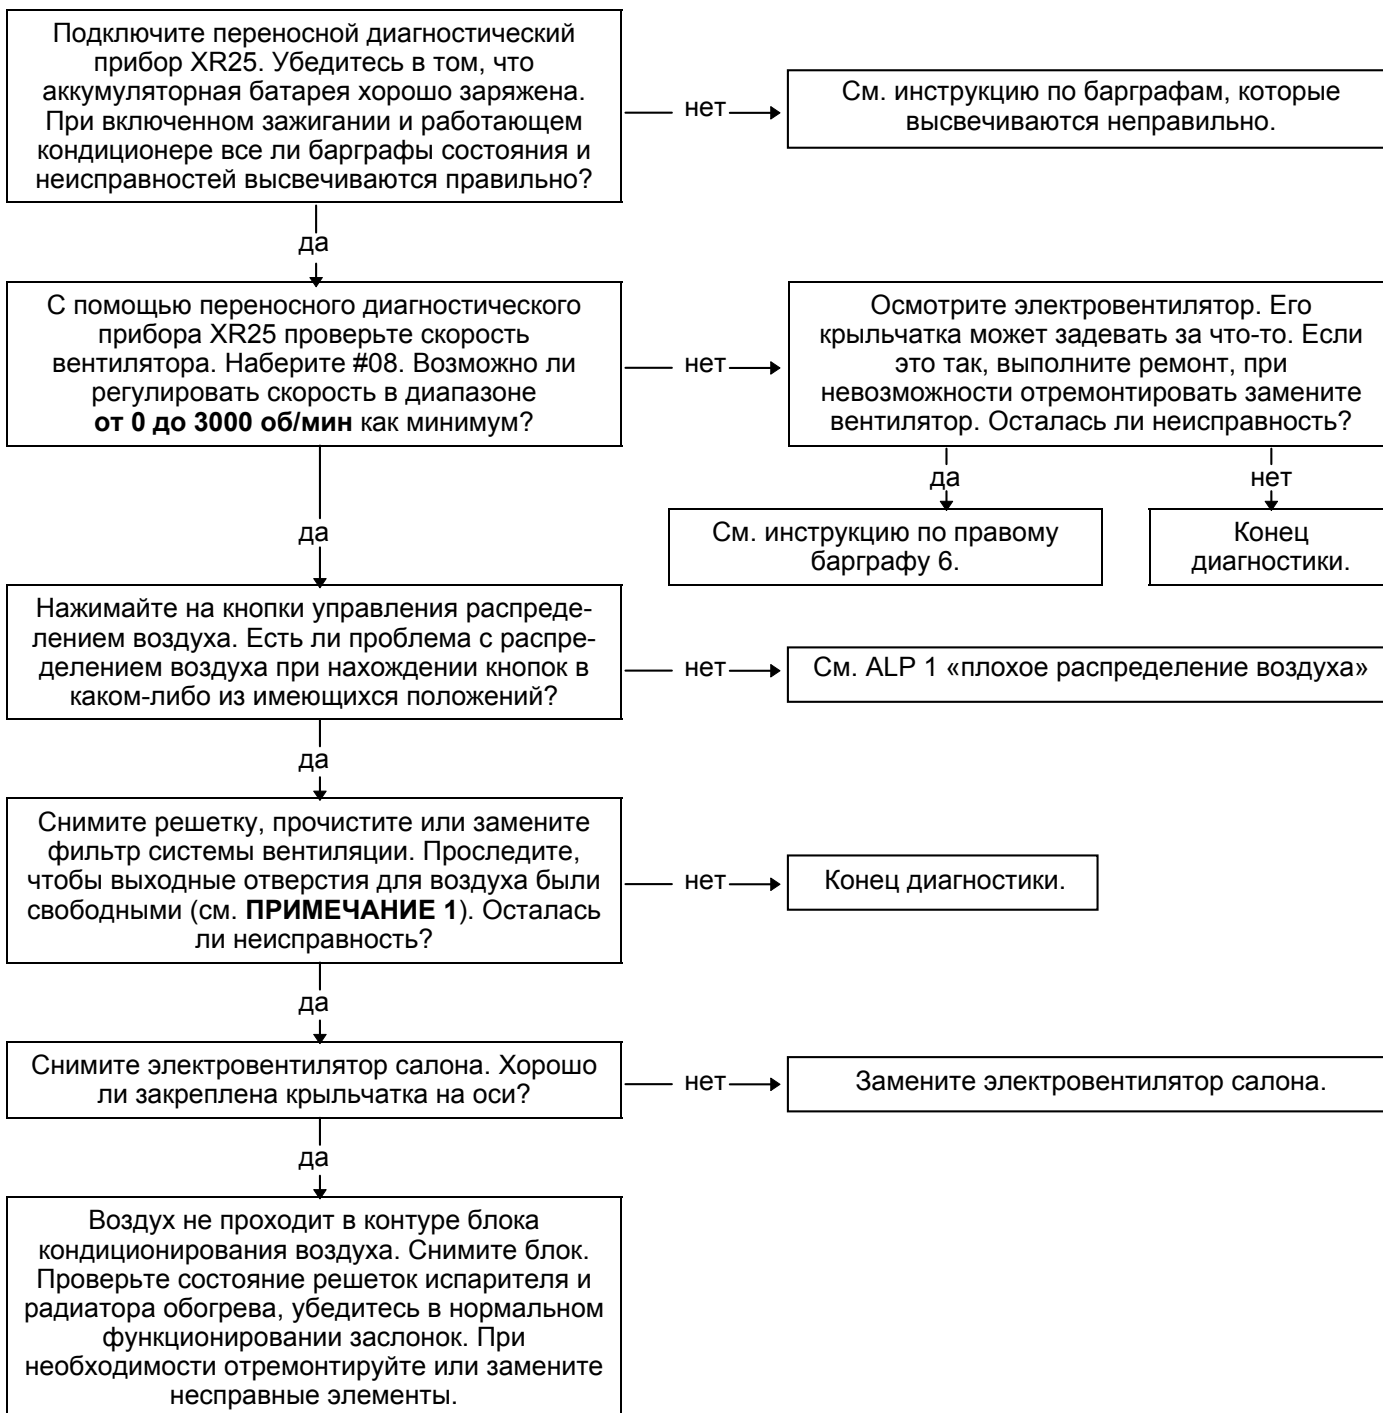 Подключите переносной диагностический
прибор XR25. Убедитесь в том, что
аккумуляторная батарея хорошо заряжена.
При включенном зажигании и работающем
кондиционере все ли барграфы состояния и
неисправностей высвечиваются правильно?
нет
См. инструкцию по барграфам, которые
высвечиваются неправильно.
да
С помощью переносного диагностического
прибора XR25 проверьте скорость
вентилятора. Наберите #08. Возможно ли
регулировать скорость в диапазоне
от 0 до 3000 об/мин как минимум?
нет
Осмотрите электровентилятор. Его
крыльчатка может задевать за что-то. Если
это так, выполните ремонт, при
невозможности отремонтировать замените
вентилятор. Осталась ли неисправность?
да
нет
См. инструкцию по правому
барграфу 6.
Конец
диагностики.
да
Нажимайте на кнопки управления распреде-
лением воздуха. Есть ли проблема с распре-
делением воздуха при нахождении кнопок в
каком-либо из имеющихся положений?
нет
См. ALP 1 «плохое распределение воздуха»
да
Снимите решетку, прочистите или замените
фильтр системы вентиляции. Проследите,
чтобы выходные отверстия для воздуха были
свободными (см. ПРИМЕЧАНИЕ 1). Осталась
ли неисправность?
нет
Конец диагностики.
да
Снимите электровентилятор салона. Хорошо
ли закреплена крыльчатка на оси?
нет
Замените электровентилятор салона.
да
Воздух не проходит в контуре блока
кондиционирования воздуха. Снимите блок.
Проверьте состояние решеток испарителя и
радиатора обогрева, убедитесь в нормальном
функционировании заслонок. При
необходимости отремонтируйте или замените
несправные элементы.